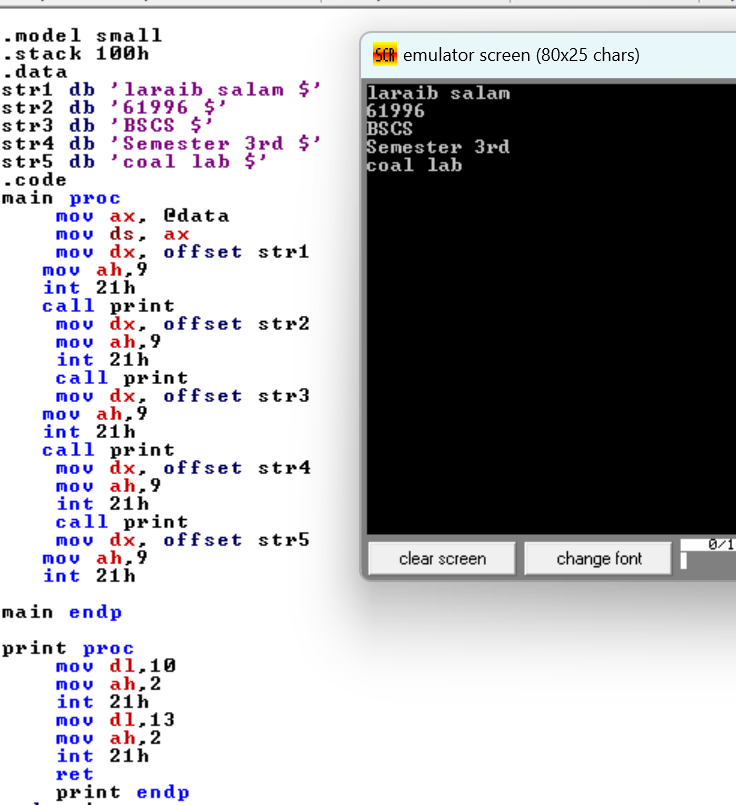 .model small
.stack 100h
.data
str1 db 'laraib salam $'
str2 db '61996 $'
str3 db 'BSCS $'
str4 db 'Semester 3rd $'
str5 db 'coal lab $'
.code
main proc
mov ax, @data
mov ds, ax
mov dx, offset str1
mov ah,9
int 21h
call print
mov dx, offset str2
mov ah,9
int 21h
call print
mov dx, offset str3
mov ah,9
int 21h
call print
mov dx, offset str4
mov ah,9
int 21h
call print
mov dx, offset str5
mov ah,9
int 21h
main endp
print proc
mov dl,10
mov ah,2
int 21h
mov dl,13
mov ah,2
int 21h
ret
print endp
SCR emulator screen (80x25 chars)
laraib salam
61996
BSCS
Semester 3rd
coal lab
clear screen
change font